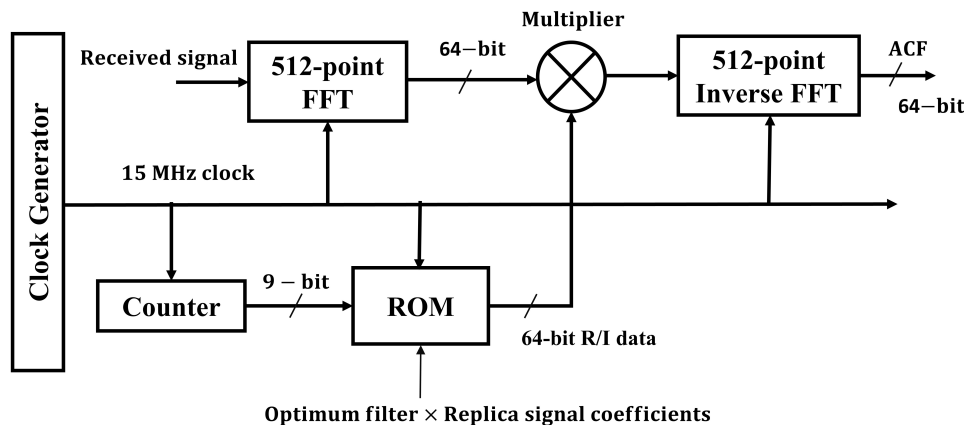 Clock Generator
Received signal
512-point
FFT
64−bit
Multiplier
512-point
Inverse FFT
ACF
64−bit
15 MHz clock
Counter
9 − bit
ROM
64-bit R/I data
Optimum filter × Replica signal coefficients